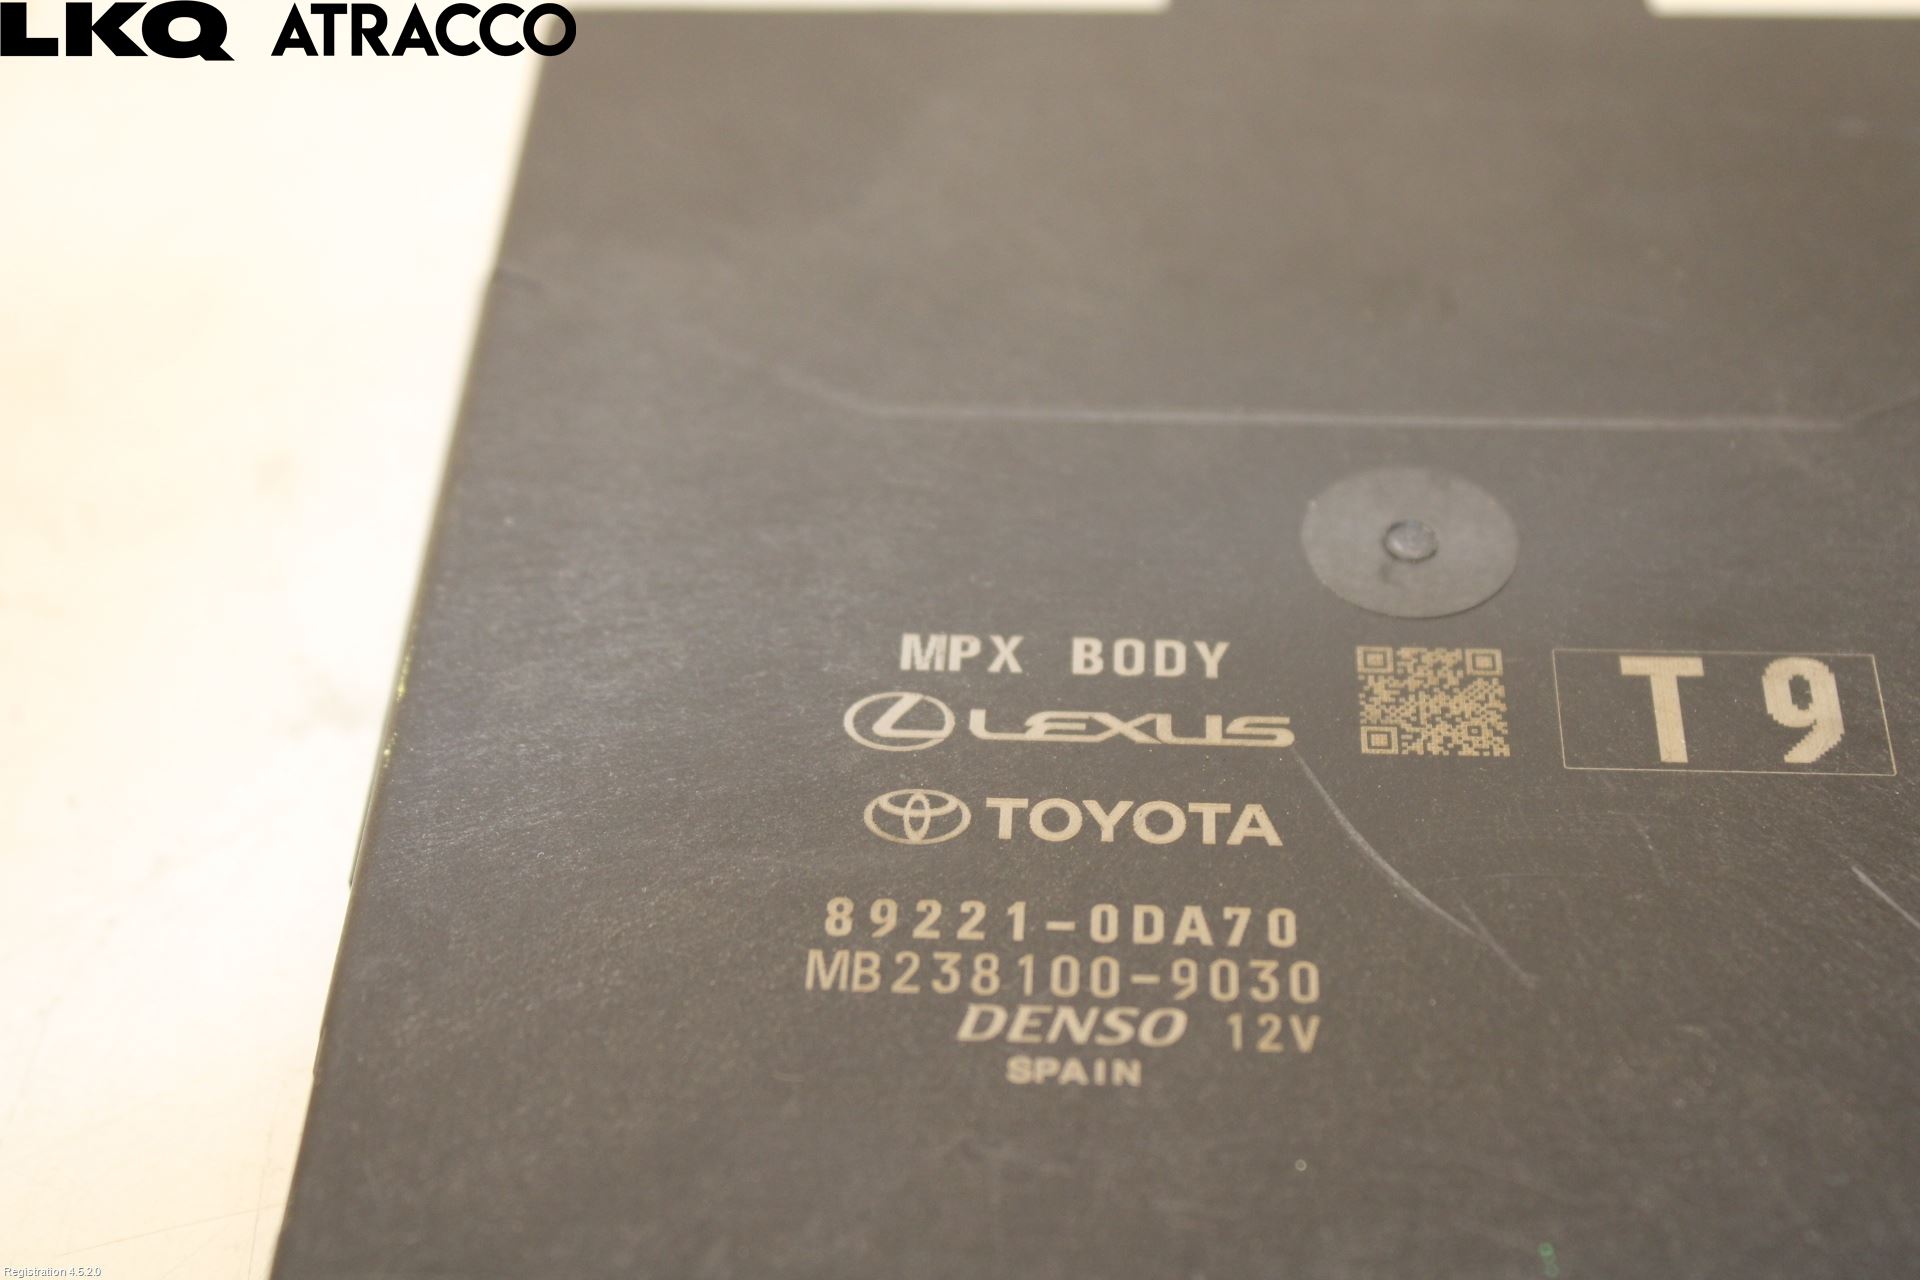 LKQ ATRACCO
MPX BODY
LEXUS
T9
TOYOTA
89221-0DA70
MB238100-9030
DENSO 12V
SPAIN
Registration 4.5.2.0